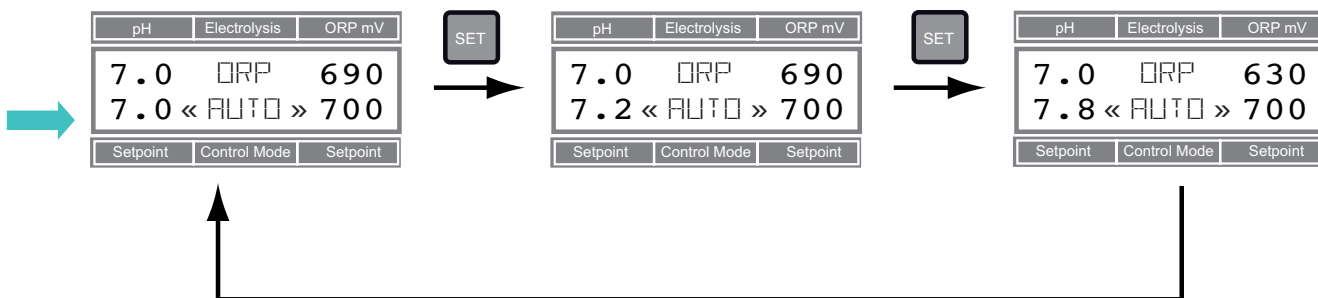 pH Electrolysis ORP mV
7.0 ORP 690
7.0 « AUTO » 700
Setpoint Control Mode Setpoint
SET
pH Electrolysis ORP mV
7.0 ORP 690
7.2 « AUTO » 700
Setpoint Control Mode Setpoint
SET
pH Electrolysis ORP mV
7.0 ORP 630
7.8 « AUTO » 700
Setpoint Control Mode Setpoint